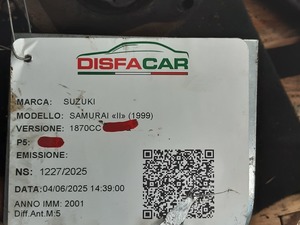 DISFACAR
MARCA: SUZUKI
MODELLO: SAMURAI «II» (1999)
VERSIONE: 1870CC
P5:
EMISSIONE:
NS: 1227/2025
DATA:04/06/2025 14:39:00
ANNO IMM: 2001
Diff.Ant.M:5